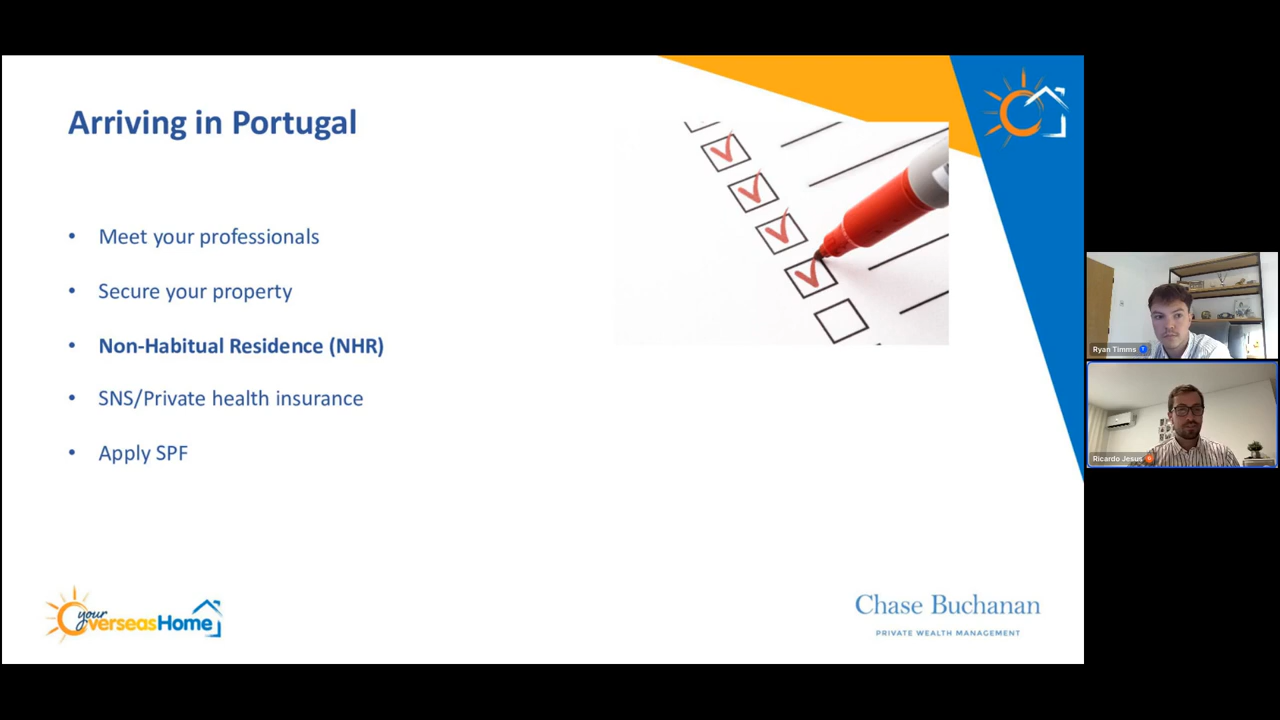 Arriving in Portugal
• Meet your professionals
• Secure your property
• Non-Habitual Residence (NHR)
• SNS/Private health insurance
• Apply SPF
your
OverseasHome
Chase Buchanan
PRIVATE WEALTH MANAGEMENT
Ryan Timms
Ricardo Jesus